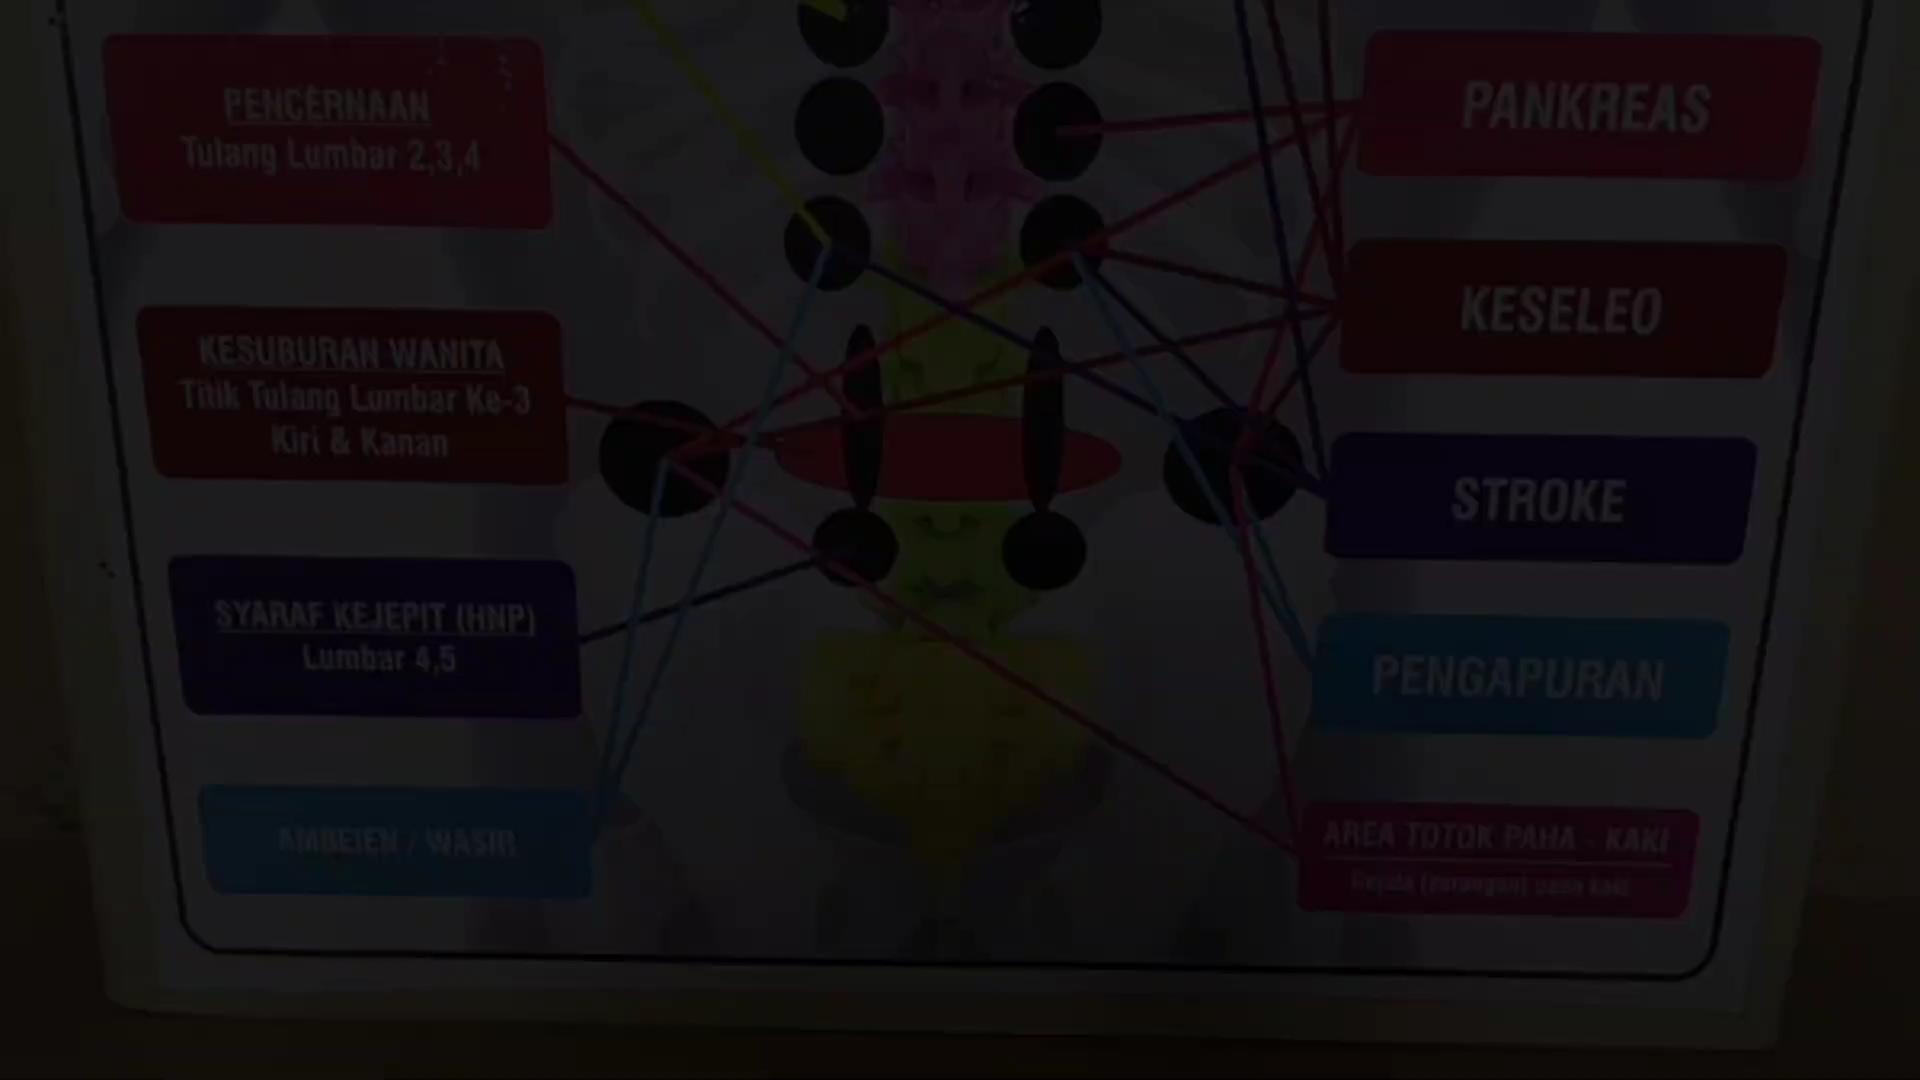 PENCERNAAN
Tulang Lumbar 2,3,4
KESUBURAN WANITA
Titik Tulang Lumbar Ke-3
Kiri & Kanan
SYARAF KEJEPIT (HNP)
Lumbar 4,5
AMBEIEN / WASIR
PANKREAS
KESELEO
STROKE
PENGAPURAN
AREA TOTOK PAHA - KAKI